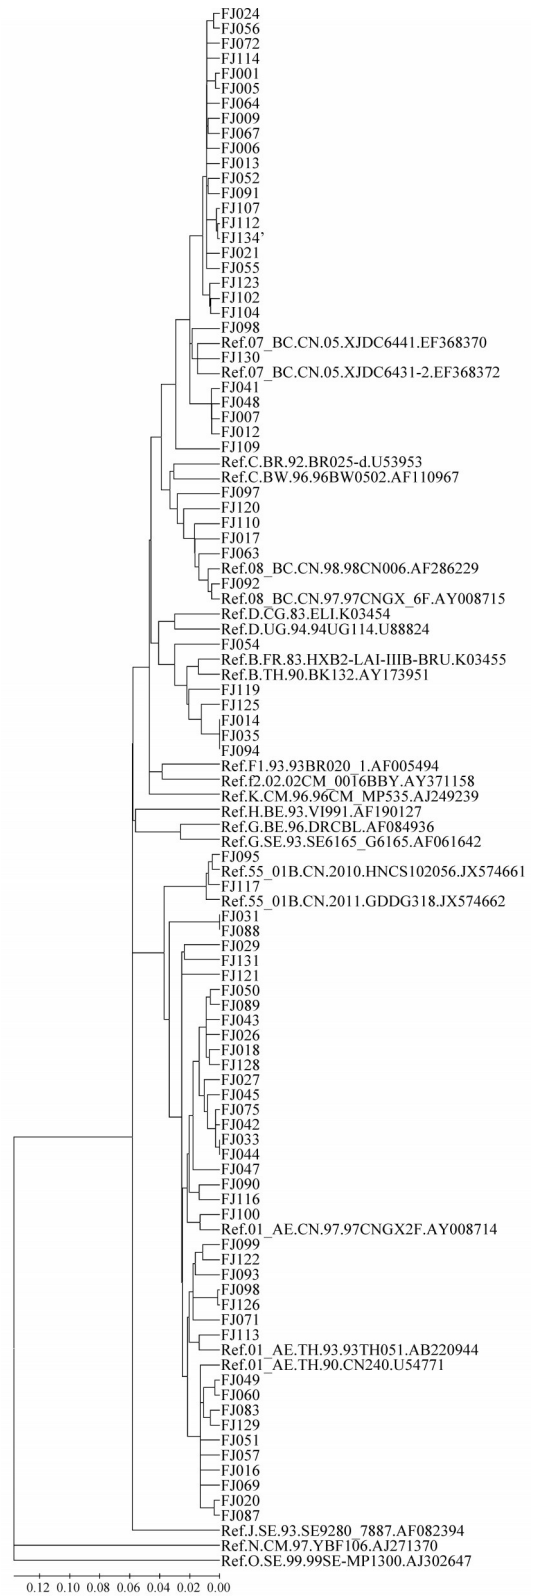 FJ024
FJ056
FJ072
FJ114
FJ001
FJ005
FJ064
FJ009
FJ067
FJ006
FJ013
FJ052
FJ091
FJ107
FJ112
FJ134'
FJ021
FJ055
FJ123
FJ102
FJ104
FJ098
Ref.07_BC.CN.05.XJDC6441.EF368370
FJ130
Ref.07_BC.CN.05.XJDC6431-2.EF368372
FJ041
FJ048
FJ007
FJ012
FJ109
Ref.C.BR.92.BR025-d.U53953
Ref.C.BW.96.96BW0502.AF110967
FJ097
FJ120
FJ110
FJ017
FJ063
Ref.08_BC.CN.98.98CN006.AF286229
FJ092
Ref.08_BC.CN.97.97CNGX_6F.AY008715
Ref.D.CG.83.ELI.K03454
Ref.D.UG.94.94UG114.U88824
FJ054
Ref.B.FR.83.HXB2-LAI-IIIB-BRU.K03455
Ref.B.TH.90.BK132.AY173951
FJ119
FJ125
FJ014
FJ035
FJ094
Ref.F1.93.93BR020_1.AF005494
Ref.f2.02.02CM_0016BBY.AY371158
Ref.K.CM.96.96CM_MP535.AJ249239
Ref.H.BE.93.VI991.AF190127
Ref.G.BE.96.DRCBL.AF084936
Ref.G.SE.93.SE6165_G6165.AF061642
FJ095
Ref.55_01B.CN.2010.HNCS102056.JX574661
FJ117
Ref.55_01B.CN.2011.GDDG318.JX574662
FJ031
FJ088
FJ029
FJ131
FJ121
FJ050
FJ089
FJ043
FJ026
FJ018
FJ128
FJ027
FJ045
FJ075
FJ042
FJ033
FJ044
FJ047
FJ090
FJ116
FJ100
Ref.01_AE.CN.97.97CNGX2F.AY008714
FJ099
FJ122
FJ093
FJ098
FJ126
FJ071
FJ113
Ref.01_AE.TH.93.93TH051.AB220944
Ref.01_AE.TH.90.CN240.U54771
FJ049
FJ060
FJ083
FJ129
FJ051
FJ057
FJ016
FJ069
FJ020
FJ087
Ref.J.SE.93.SE9280_7887.AF082394
Ref.N.CM.97.YBF106.AJ271370
Ref.O.SE.99.99SE-MP1300.AJ302647
0.12 0.10 0.08 0.06 0.04 0.02 0.00